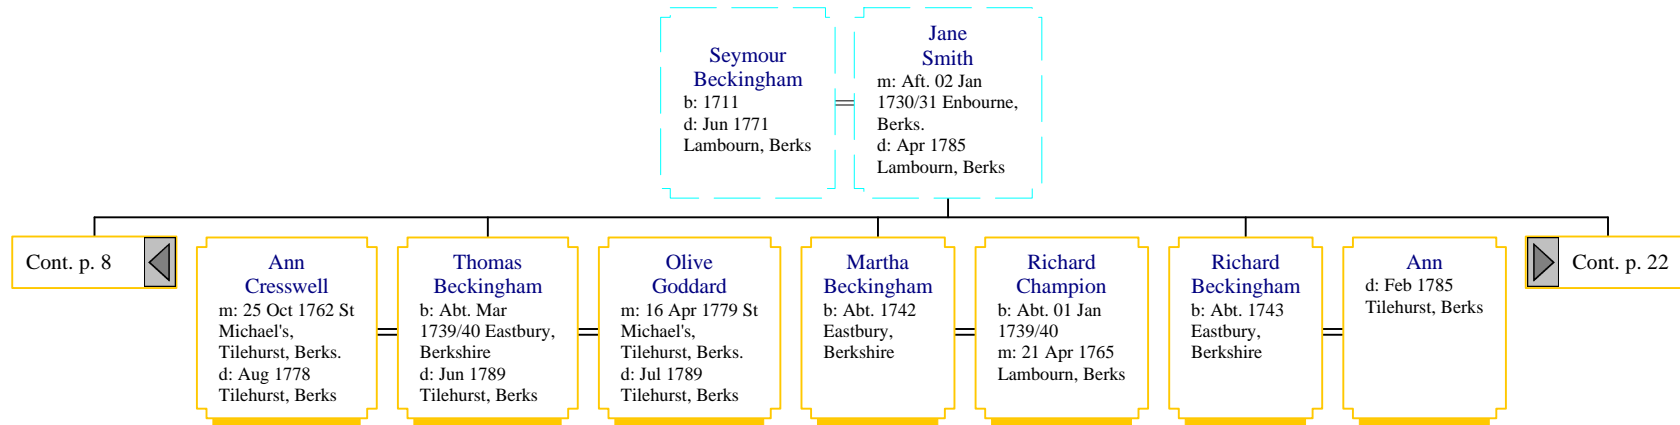 Seymour
Beckingham
b: 1711
d: Jun 1771
Lambourn, Berks
Jane
Smith
m: Aft. 02 Jan
1730/31 Enbourne,
Berks.
d: Apr 1785
Lambourn, Berks
Cont. p. 8
Ann
Cresswell
m: 25 Oct 1762 St
Michael's,
Tilehurst, Berks.
d: Aug 1778
Tilehurst, Berks
Thomas
Beckingham
b: Abt. Mar
1739/40 Eastbury,
Berkshire
d: Jun 1789
Tilehurst, Berks
Olive
Goddard
m: 16 Apr 1779 St
Michael's,
Tilehurst, Berks.
d: Jul 1789
Tilehurst, Berks
Martha
Beckingham
b: Abt. 1742
Eastbury,
Berkshire
Richard
Champion
b: Abt. 01 Jan
1739/40
m: 21 Apr 1765
Lambourn, Berks
Richard
Beckingham
b: Abt. 1743
Eastbury,
Berkshire
Ann
d: Feb 1785
Tilehurst, Berks
Cont. p. 22